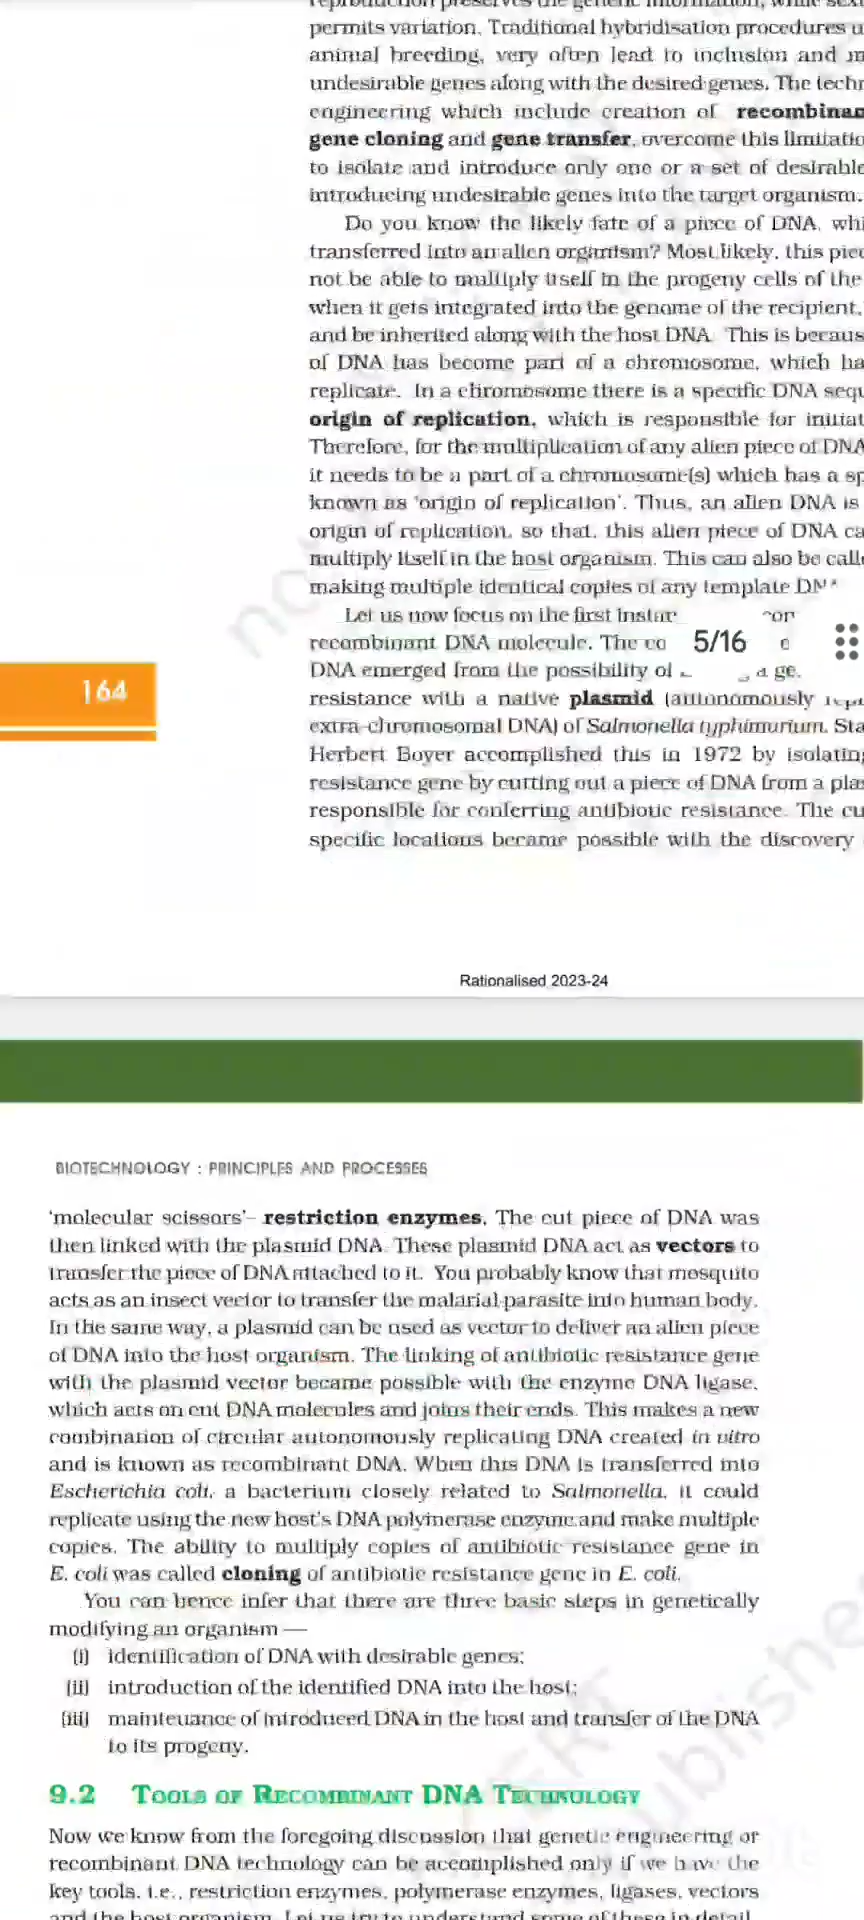 permits variation. Traditional hybridisation procedures u
animal breeding, very often lead to inclusion and m
undesirable genes along with the desired genes. The techn
engineering which include creation of recombinan
gene cloning and gene transfer, overcome this limitatio
to isolate and introduce only one or a set of desirable
introducing undesirable genes into the target organism.
Do you know the likely fate of a piece of DNA, whi
transferred into an alien organism? Most likely, this piec
not be able to multiply itself in the progeny cells of the
when it gets integrated into the genome of the recipient,
and be inherited along with the host DNA. This is becaus
of DNA has become part of a chromosome, which ha
replicate. In a chromosome there is a specific DNA sequ
origin of replication, which is responsible for initiat
Therefore, for the multiplication of any alien piece of DNA
it needs to be a part of a chromosome(s) which has a sp
known as 'origin of replication'. Thus, an alien DNA is
origin of replication, so that, this alien piece of DNA ca
multiply itself in the host organism. This can also be calle
making multiple identical copies of any template DNA
Let us now focus on the first instan con
recombinant DNA molecule. The co
5/16
DNA emerged from the possibility of a ge
164
resistance with a native plasmid (autonomously repl
extra-chromosomal DNA) of Salmonella typhimurium. Sta
Herbert Boyer accomplished this in 1972 by isolating
resistance gene by cutting out a piece of DNA from a plas
responsible for conferring antibiotic resistance. The cu
specific locations became possible with the discovery
Rationalised 2023-24
BIOTECHNOLOGY : PRINCIPLES AND PROCESSES
'molecular scissors'– restriction enzymes. The cut piece of DNA was
then linked with the plasmid DNA. These plasmid DNA act as vectors to
transfer the piece of DNA attached to it. You probably know that mosquito
acts as an insect vector to transfer the malarial parasite into human body.
In the same way, a plasmid can be used as vector to deliver an alien piece
of DNA into the host organism. The linking of antibiotic resistance gene
with the plasmid vector became possible with the enzyme DNA ligase,
which acts on cut DNA molecules and joins their ends. This makes a new
combination of circular autonomously replicating DNA created in vitro
and is known as recombinant DNA. When this DNA is transferred into
Escherichia coli, a bacterium closely related to Salmonella, it could
replicate using the new host's DNA polymerase enzyme and make multiple
copies. The ability to multiply copies of antibiotic resistance gene in
E. coli was called cloning of antibiotic resistance gene in E. coli.
You can hence infer that there are three basic steps in genetically
modifying an organism —
(i) identification of DNA with desirable genes;
(ii) introduction of the identified DNA into the host;
(iii) maintenance of introduced DNA in the host and transfer of the DNA
to its progeny.
9.2 TOOLS OF RECOMBINANT DNA TECHNOLOGY
Now we know from the foregoing discussion that genetic engineering or
recombinant DNA technology can be accomplished only if we have the
key tools, i.e., restriction enzymes, polymerase enzymes, ligases, vectors
and the host organism. Let us try to understand some of these in detail.